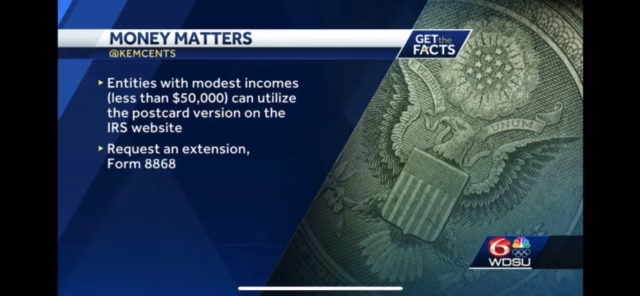 MONEY MATTERS
@KEMCENTS
GET the
FACTS
▸ Entities with modest incomes
(less than $50,000) can utilize
the postcard version on the
IRS website
▸ Request an extension,
Form 8868
UNUM
6
WDSU